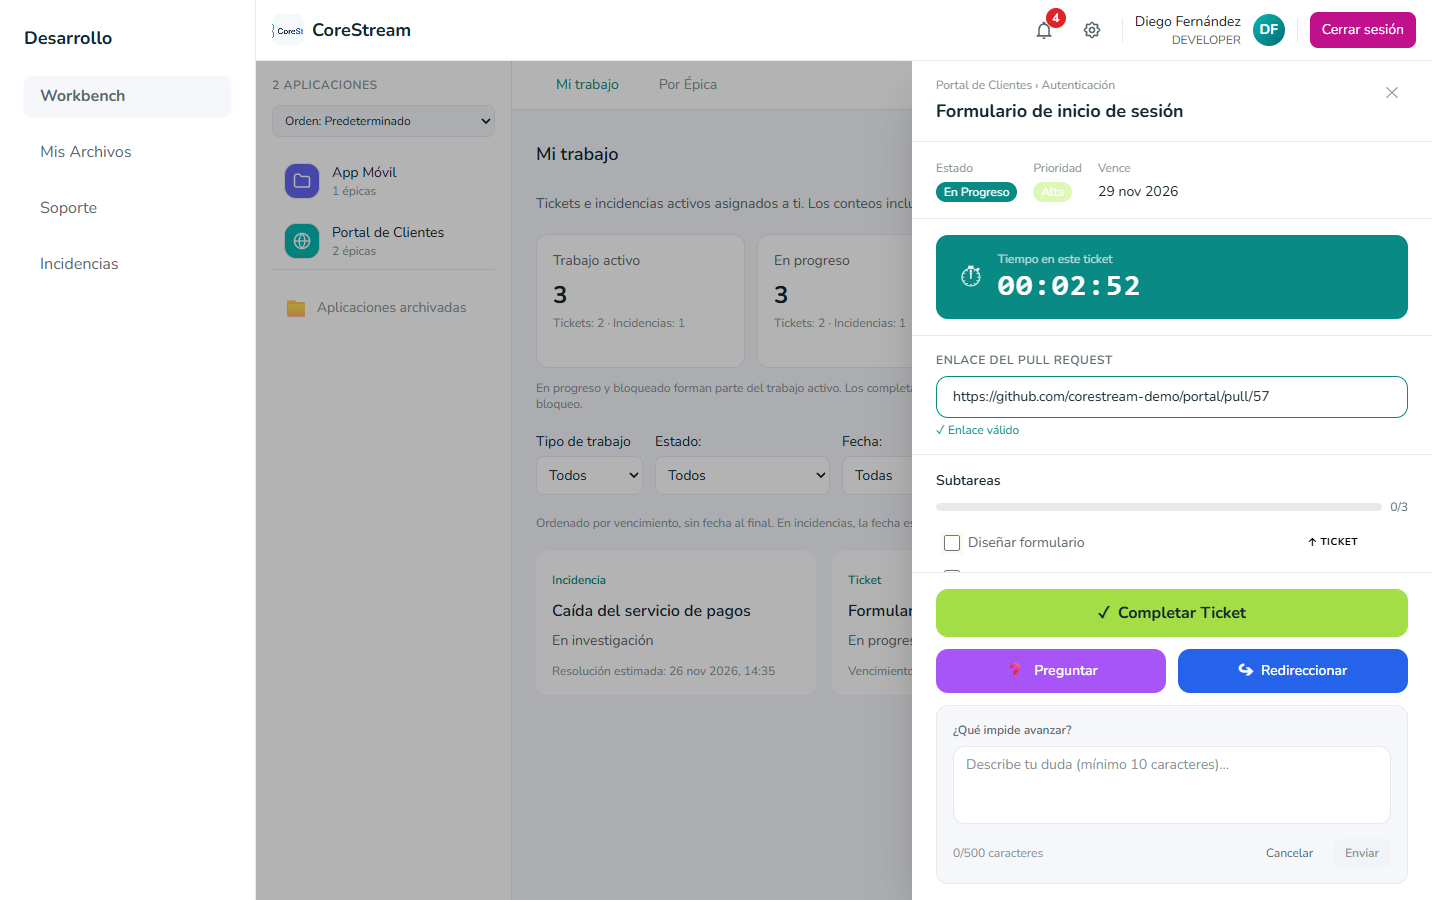 Desarrollo
Workbench
Mis Archivos
Soporte
Incidencias
CoreSt
CoreStream
4
Diego Fernández
DEVELOPER
DF
Cerrar sesión
2 APLICACIONES
Orden: Predeterminado
App Móvil
1 épicas
Portal de Clientes
2 épicas
Aplicaciones archivadas
Mi trabajo
Por Épica
Mi trabajo
Tickets e incidencias activos asignados a ti. Los conteos
Trabajo activo
3
Tickets: 2 · Incidencias: 1
En progreso
3
Tickets: 2 · Incidencias: 1
En progreso y bloqueado forman parte del trabajo activo. Los
bloqueo.
Tipo de trabajo
Todos
Estado:
Todos
Fecha:
Todas
Ordenado por vencimiento, sin fecha al final. En incidencias, la fecha
Incidencia
Caída del servicio de pagos
En investigación
Resolución estimada: 26 nov 2026, 14:35
Ticket
Formular
En progres
Vencimiento
Portal de Clientes › Autenticación
Formulario de inicio de sesión
Estado
En Progreso
Prioridad
Alta
Vence
29 nov 2026
Tiempo en este ticket
00:02:52
ENLACE DEL PULL REQUEST
https://github.com/corestream-demo/portal/pull/57
✓ Enlace válido
Subtareas
0/3
Diseñar formulario
↑ TICKET
✓ Completar Ticket
❓ Preguntar
↪ Redireccionar
¿Qué impide avanzar?
Describe tu duda (mínimo 10 caracteres)...
0/500 caracteres
Cancelar
Enviar